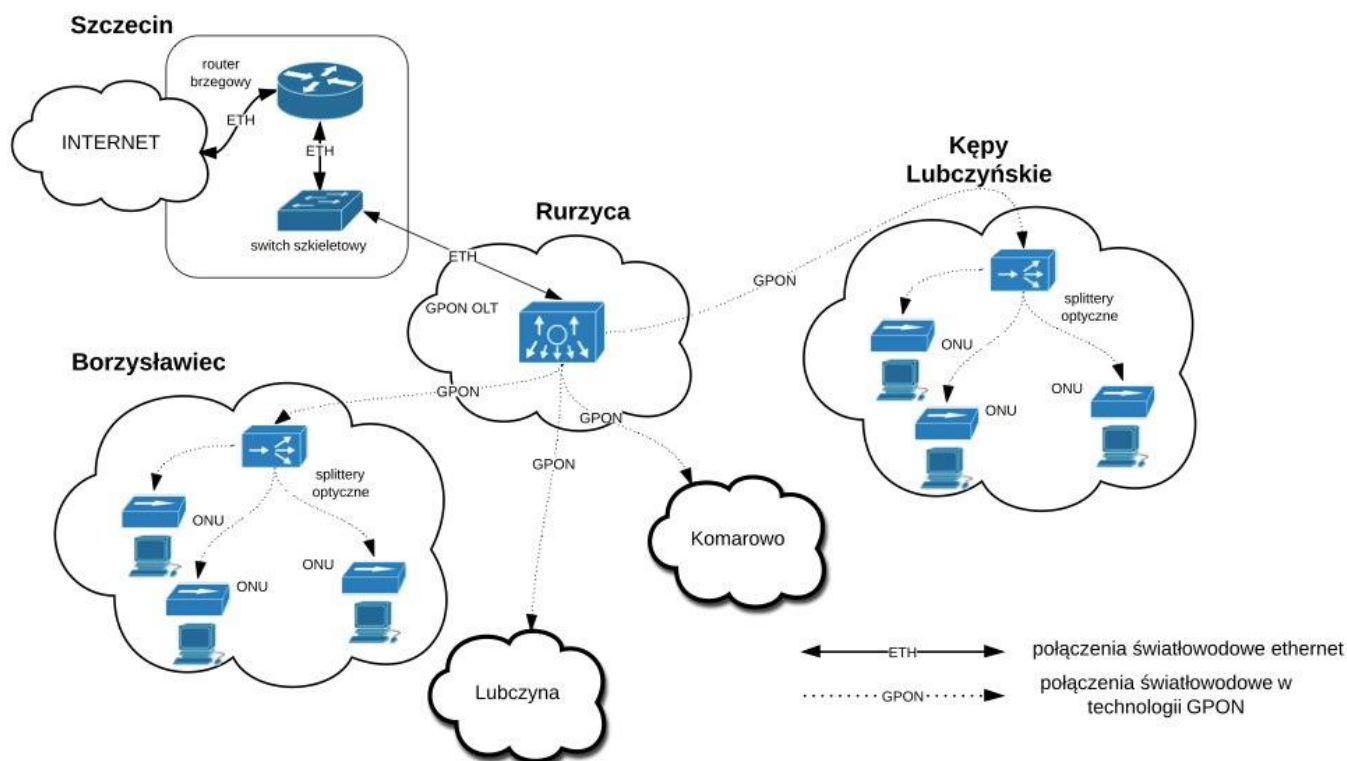 Szczecin
router
brzegowy
INTERNET
ETH
ETH
switch szkieletowy
ETH
Rurzyca
GPON OLT
GPON
Kępy
Lubczyńskie
splittery
optyczne
ONU
ONU
ONU
Borzysławiec
GPON
splittery
optyczne
ONU
ONU
ONU
GPON
GPON
Komarowo
Lubczyna
ETH
połączenia światłowodowe ethernet
GPON
połączenia światłowodowe w
technologii GPON